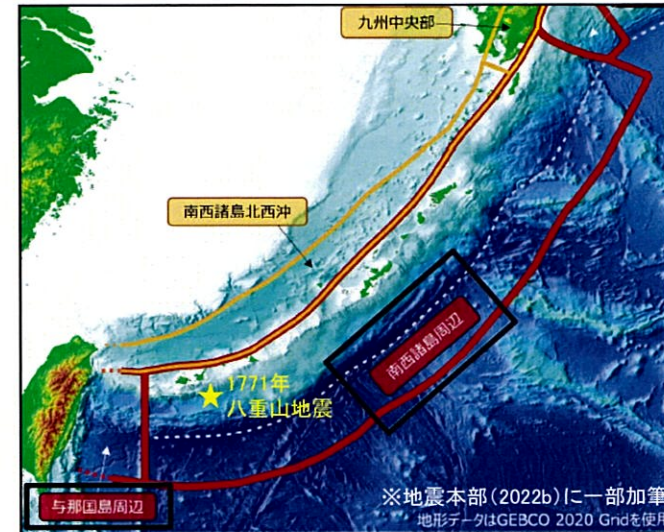 九州中央部
南西諸島北西沖
南西諸島周辺
1771年
八重山地震
与那国島周辺
※地震本部(2022b)に一部加筆
地形データはGEBCO 2020 Gridを使用